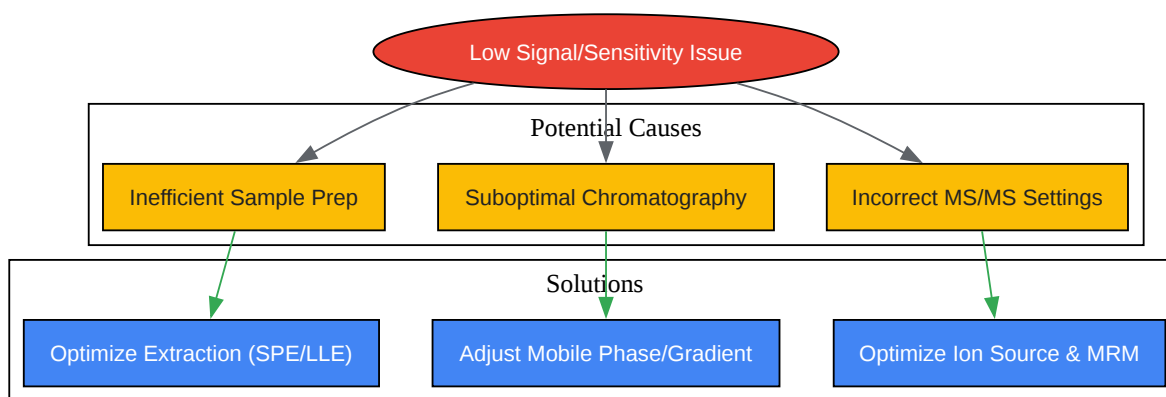 Low Signal/Sensitivity Issue
Potential Causes
Inefficient Sample Prep
Suboptimal Chromatography
Incorrect MS/MS Settings
Solutions
Optimize Extraction (SPE/LLE)
Adjust Mobile Phase/Gradient
Optimize Ion Source & MRM